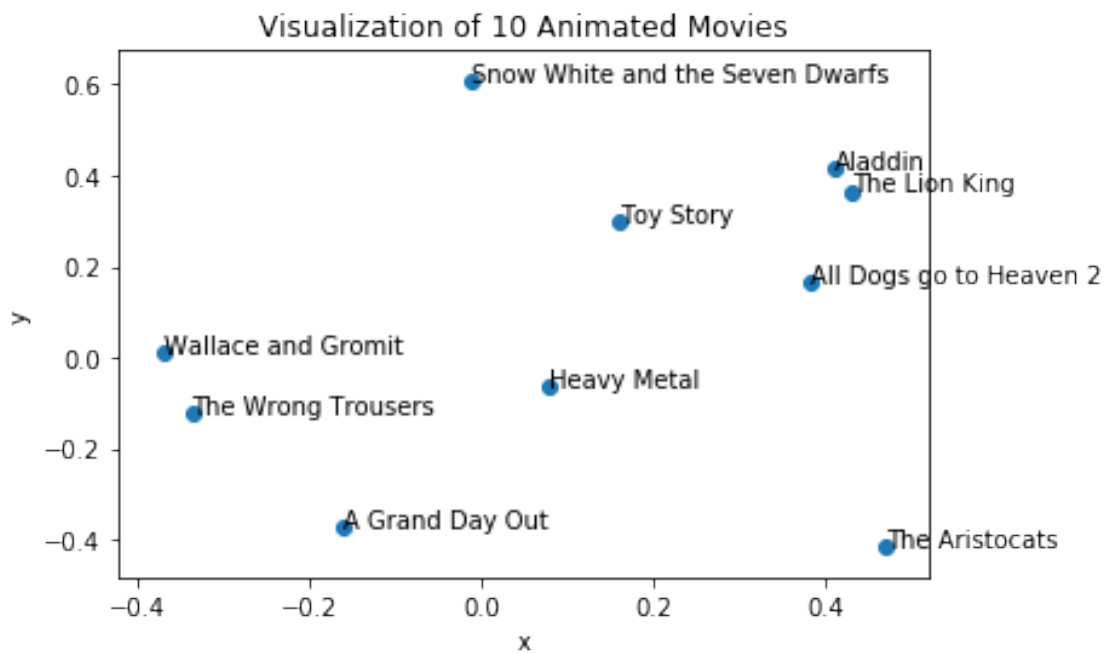 Visualization of 10 Animated Movies
Snow White and the Seven Dwarfs
0.6
Aladdin
0.4
The Lion King
Toy Story
0.2
All Dogs go to Heaven 2
y
0.0
Wallace and Gromit
Heavy Metal
The Wrong Trousers
−0.2
A Grand Day Out
−0.4
The Aristocats
−0.4
−0.2
0.0
0.2
0.4
x